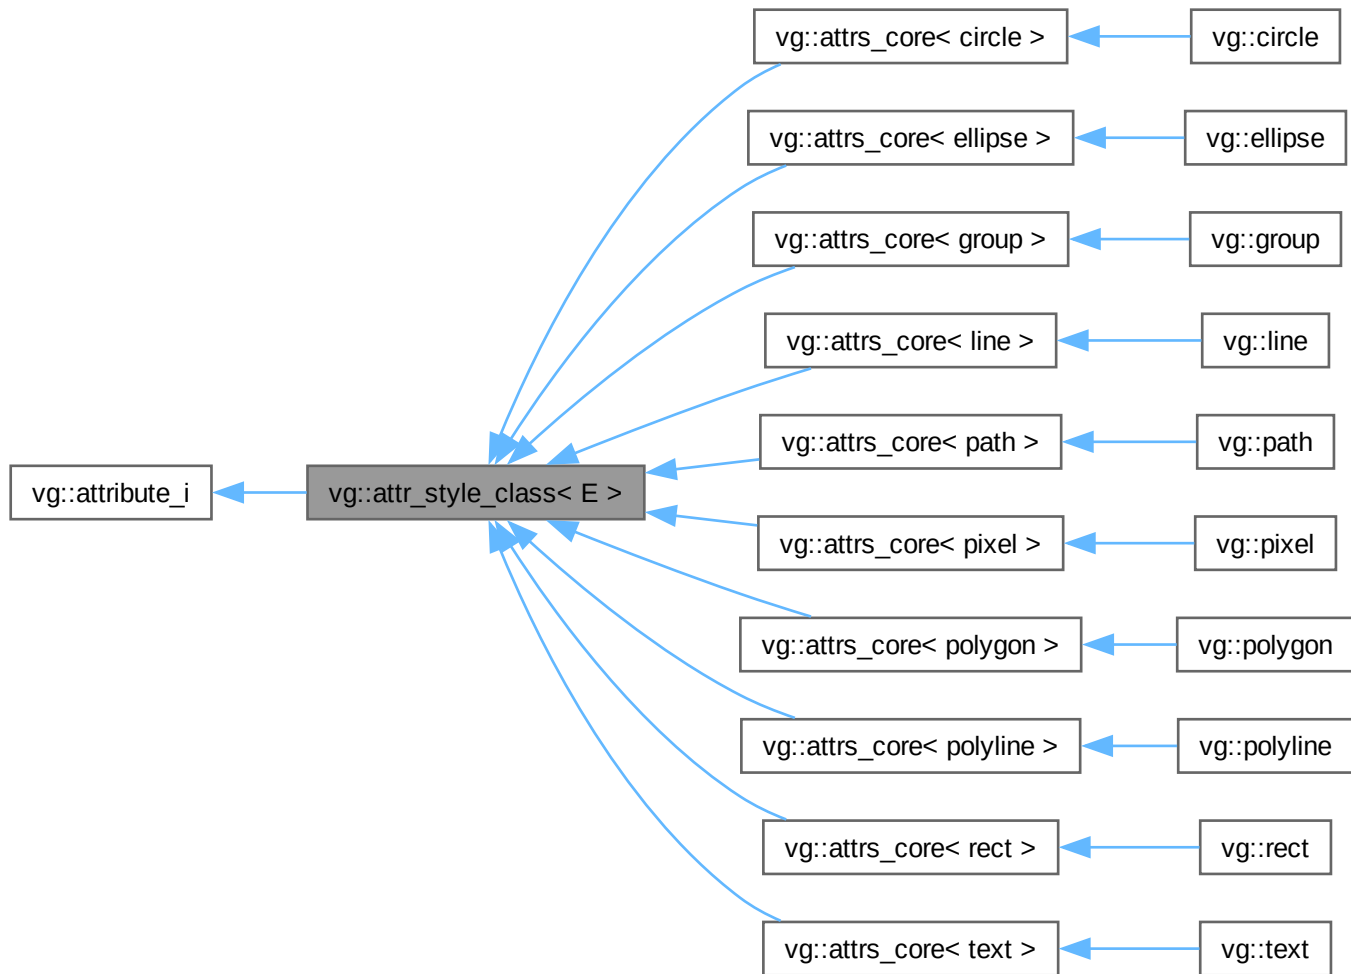 vg::attrs_core< circle >
vg::circle
vg::attrs_core< ellipse >
vg::ellipse
vg::attrs_core< group >
vg::group
vg::attrs_core< line >
vg::line
vg::attrs_core< path >
vg::path
vg::attribute_i
vg::attr_style_class< E >
vg::attrs_core< pixel >
vg::pixel
vg::attrs_core< polygon >
vg::polygon
vg::attrs_core< polyline >
vg::polyline
vg::attrs_core< rect >
vg::rect
vg::attrs_core< text >
vg::text